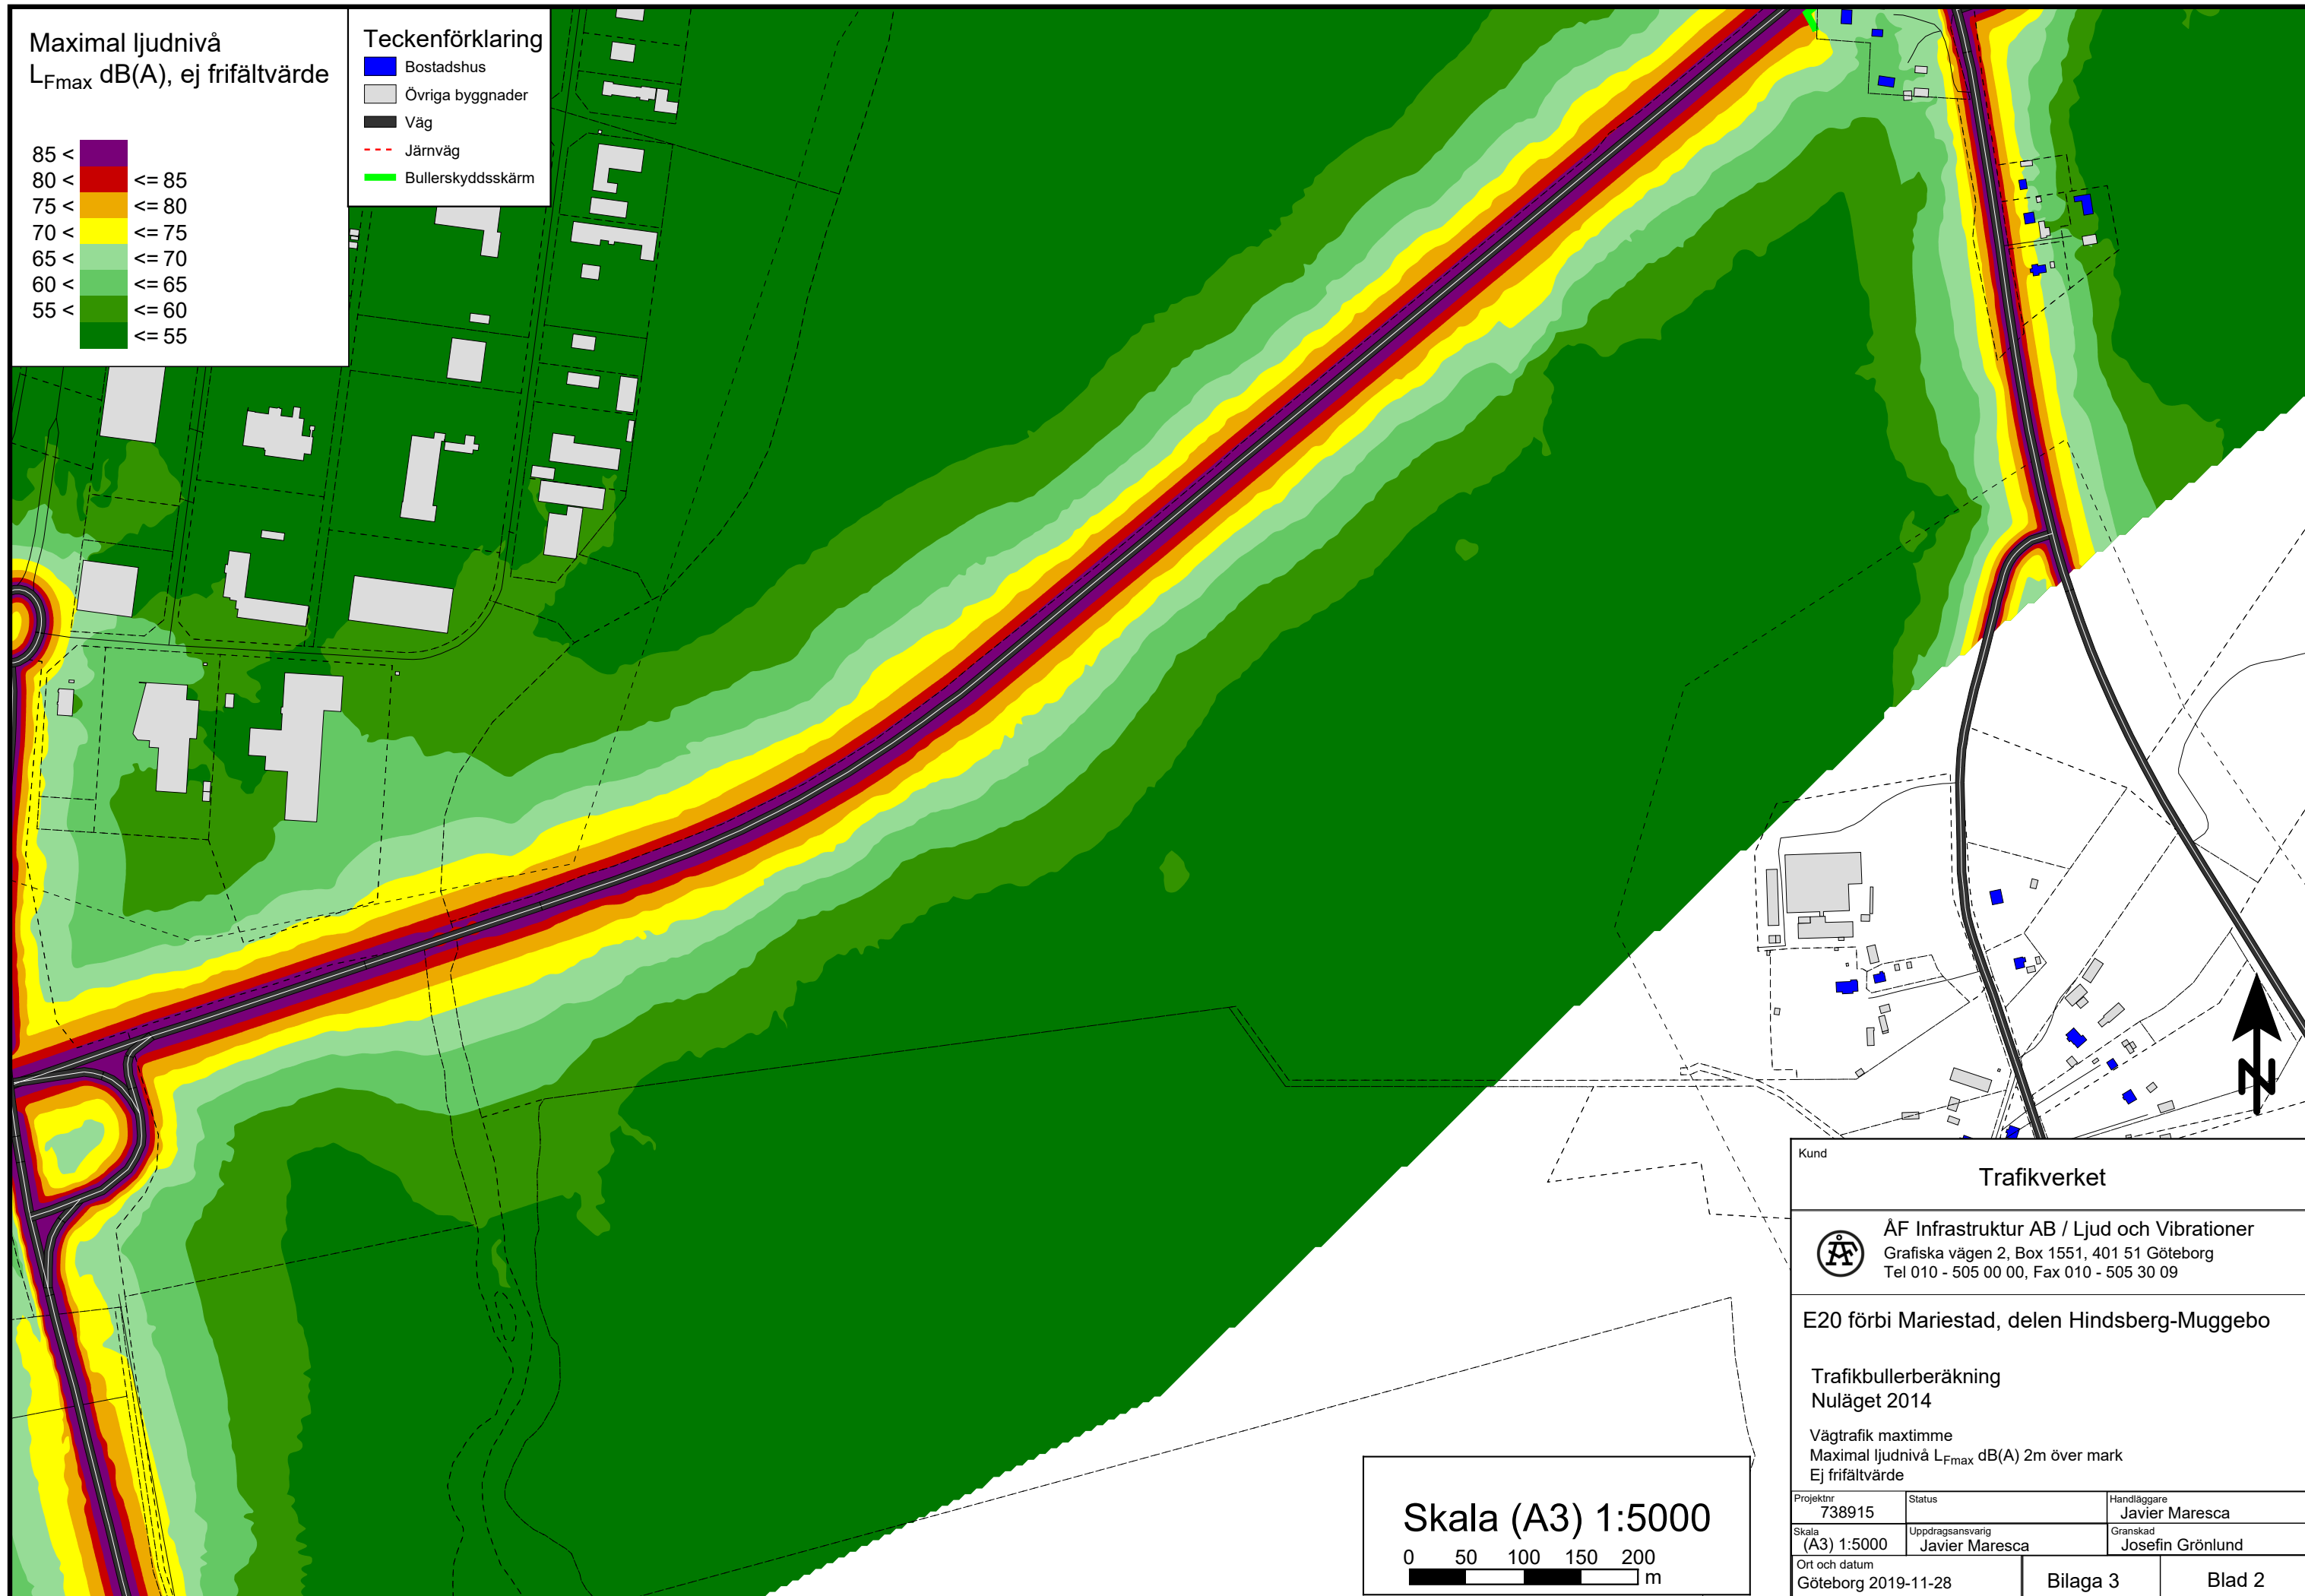 Maximal ljudnivå
LFmax dB(A), ej frifältvärde
85 <
80 < <= 85
75 < <= 80
70 < <= 75
65 < <= 70
60 < <= 65
55 < <= 60
<= 55
Teckenförklaring
Bostadshus
Övriga byggnader
Väg
Järnväg
Bullerskyddsskärm
N
Skala (A3) 1:5000
0 50 100 150 200
m
Kund
Trafikverket
ÅF
ÅF Infrastruktur AB / Ljud och Vibrationer
Grafiska vägen 2, Box 1551, 401 51 Göteborg
Tel 010 - 505 00 00, Fax 010 - 505 30 09
E20 förbi Mariestad, delen Hindsberg-Muggebo
Trafikbullerberäkning
Nuläget 2014
Vägtrafik maxtimme
Maximal ljudnivå LFmax dB(A) 2m över mark
Ej frifältvärde
Projektnr
738915
Status
Handläggare
Javier Maresca
Skala
(A3) 1:5000
Uppdragsansvarig
Javier Maresca
Granskad
Josefin Grönlund
Ort och datum
Göteborg 2019-11-28
Bilaga 3
Blad 2